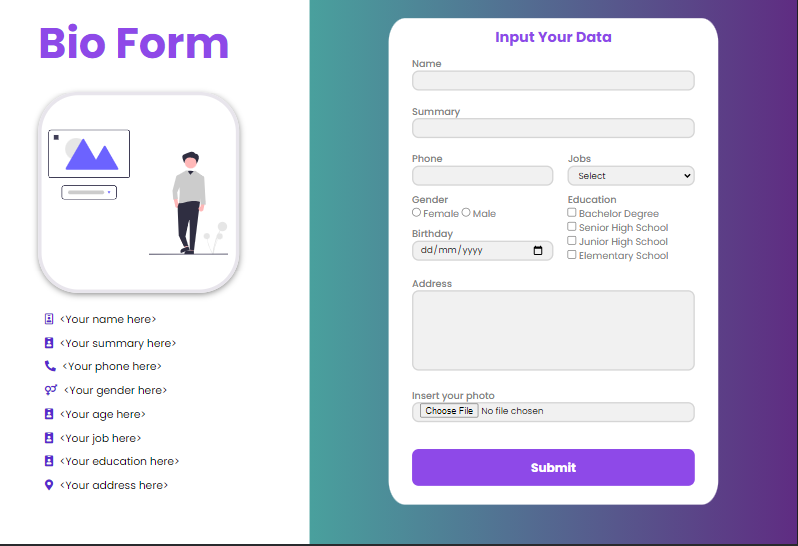 Bio Form
<Your name here>
<Your summary here>
<Your phone here>
<Your gender here>
<Your age here>
<Your job here>
<Your education here>
<Your address here>
Input Your Data
Name
Summary
Phone
Jobs
Select
Gender
Female Male
Education
Bachelor Degree
Senior High School
Junior High School
Elementary School
Birthday
dd/mm/yyyy
Address
Insert your photo
Choose File No file chosen
Submit